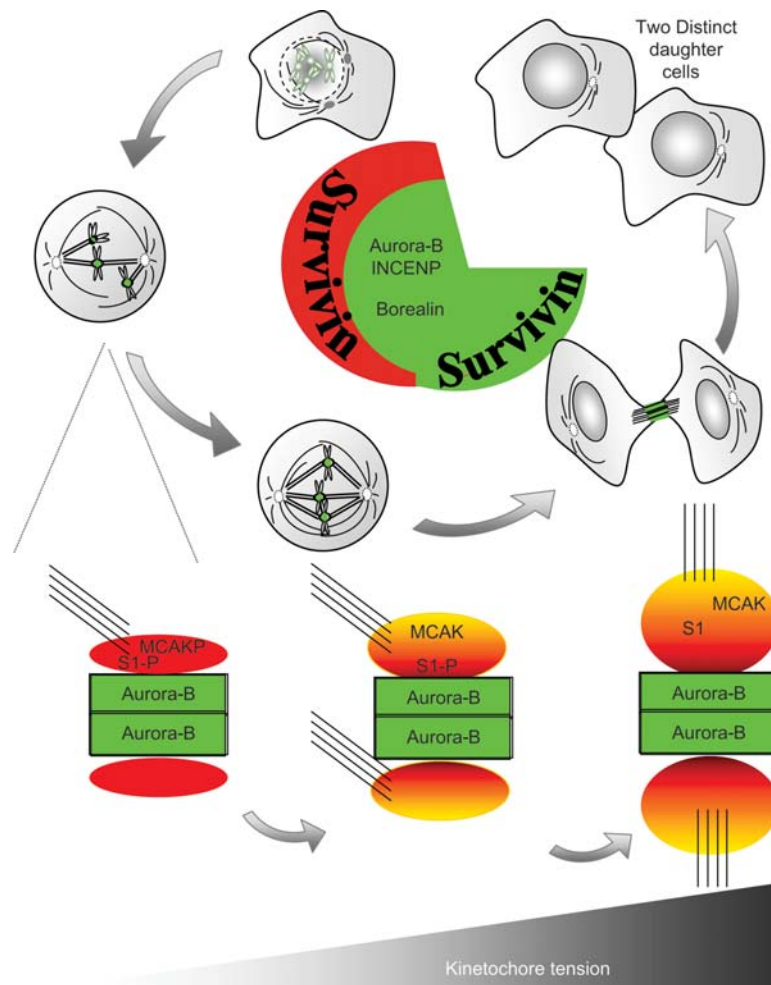 Two Distinct
daughter
cells
Survivin
Aurora-B
INCENP
Borealin
Survivin
MCAKP
S1-P
Aurora-B
Aurora-B
MCAK
S1-P
Aurora-B
Aurora-B
MCAK
S1
Aurora-B
Aurora-B
Kinetochore tension